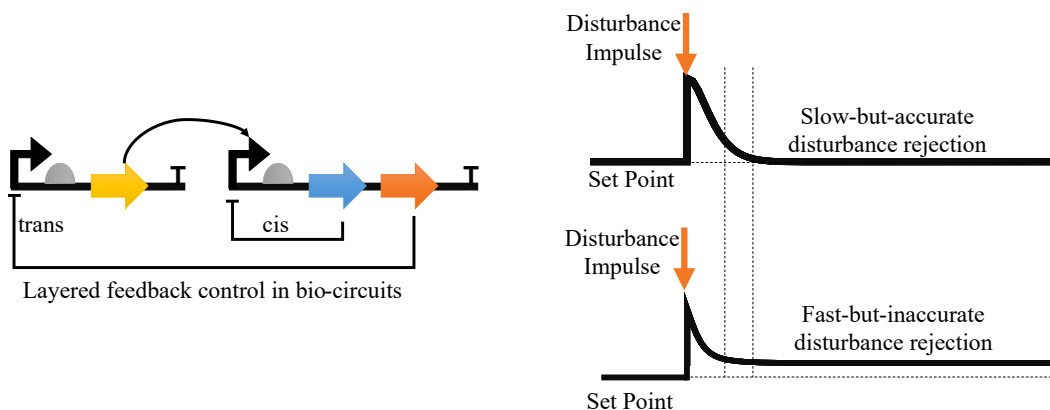 trans
cis
Layered feedback control in bio-circuits
Disturbance
Impulse
Slow-but-accurate
disturbance rejection
Set Point
Disturbance
Impulse
Fast-but-inaccurate
disturbance rejection
Set Point